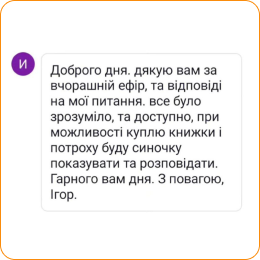 И
Доброго дня. дякую вам за
вчорашній ефір, та відповіді
на мої питання. все було
зрозуміло, та доступно, при
можливості куплю книжки і
потроху буду синочку
показувати та розповідати.
Гарного вам дня. З повагою,
Ігор.